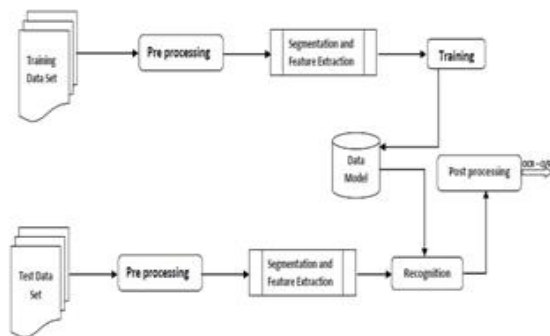 Training
Data Set
Pre processing
Segmentation and
Feature Extraction
Training
Data
Model
Post processing
OCR - O/P
Test Data
Set
Pre processing
Segmentation and
Feature Extraction
Recognition